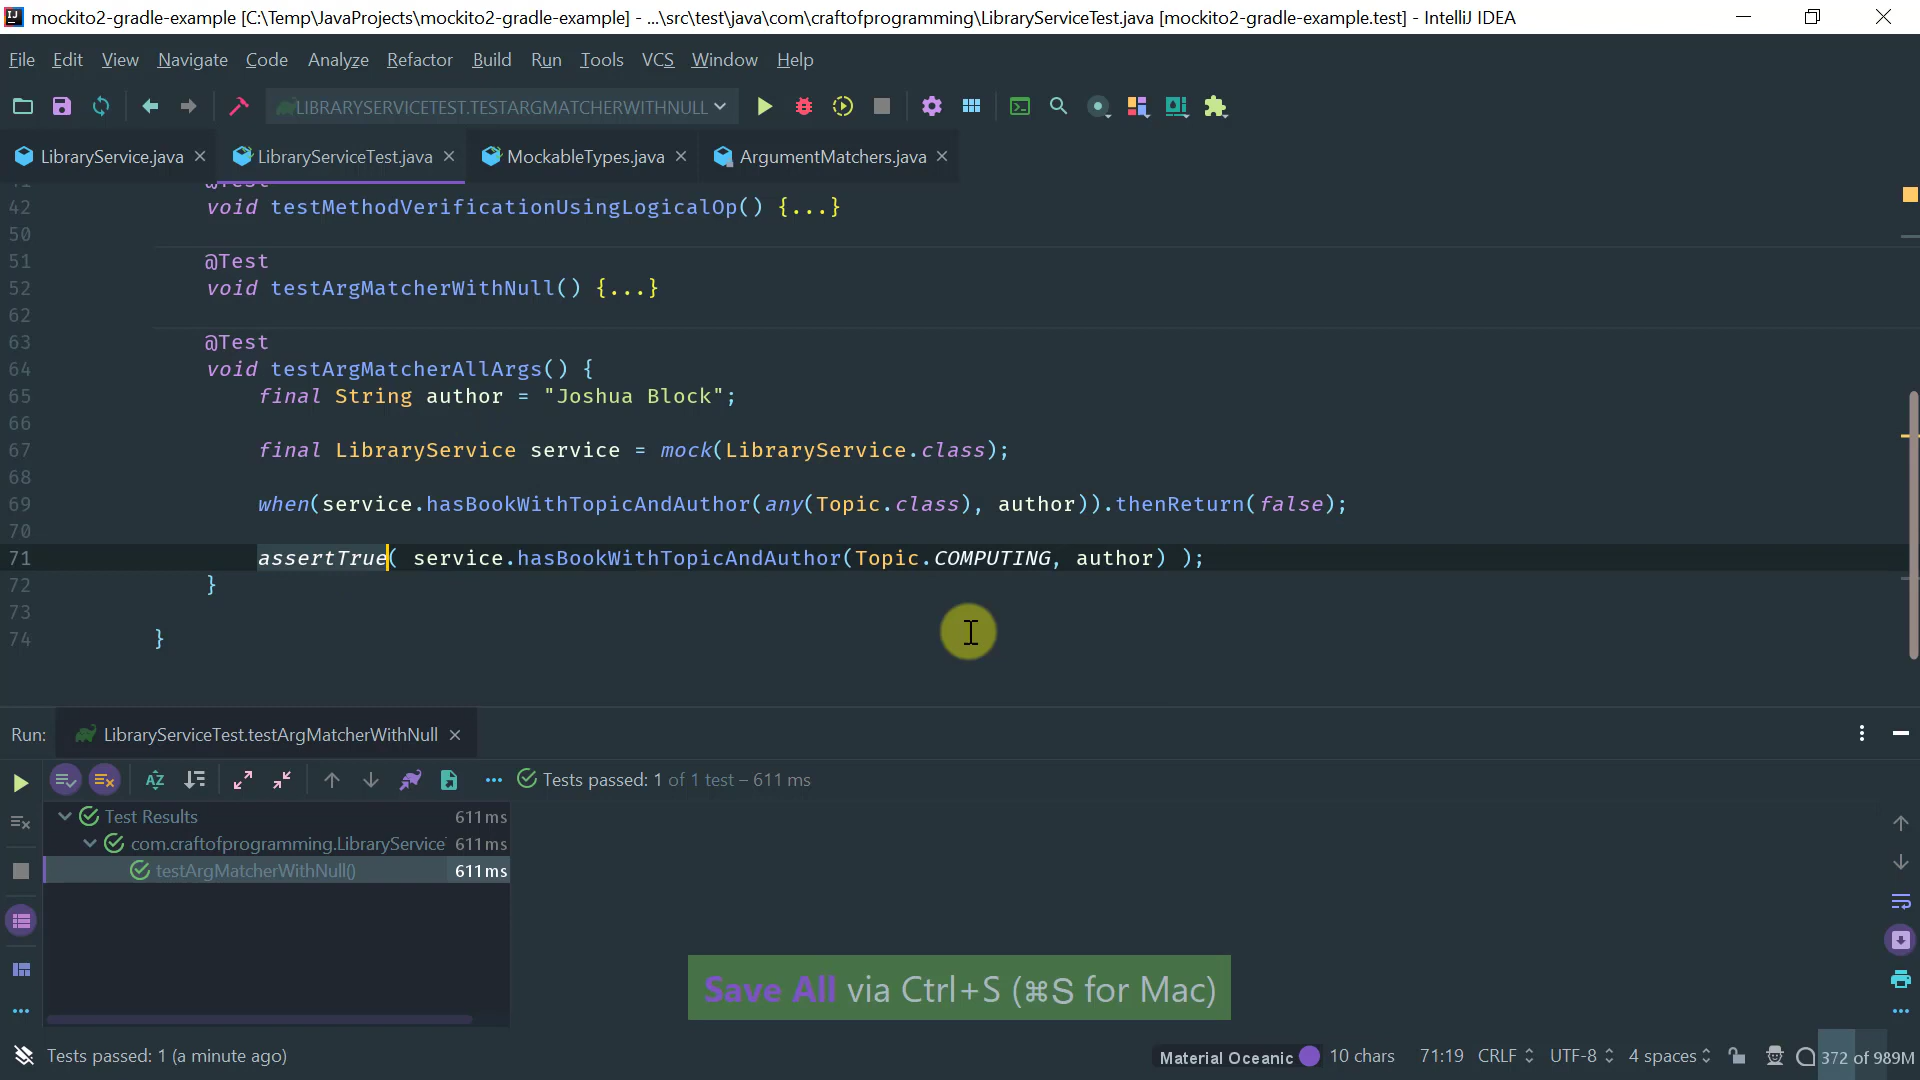 mockito2-gradle-example [C:\Temp\JavaProjects\mockito2-gradle-example] - ...\src\test\java\com\craftofprogramming\LibraryServiceTest.java [mockito2-gradle-example.test] - IntelliJ IDEA
File Edit View Navigate Code Analyze Refactor Build Run Tools VCS Window Help
LIBRARYSERVICETEST.TESTARGMATCHERWITHNULL
LibraryService.java LibraryServiceTest.java MockableTypes.java ArgumentMatchers.java
41 @Test
42 void testMethodVerificationUsingLogicalOp() {...}
50
51 @Test
52 void testArgMatcherWithNull() {...}
62
63 @Test
64 void testArgMatcherAllArgs() {
65 final String author = "Joshua Block";
66
67 final LibraryService service = mock(LibraryService.class);
68
69 when(service.hasBookWithTopicAndAuthor(any(Topic.class), author)).thenReturn(false);
70
71 assertTrue( service.hasBookWithTopicAndAuthor(Topic.COMPUTING, author) );
72 }
73
74 }
Run: LibraryServiceTest.testArgMatcherWithNull
Tests passed: 1 of 1 test – 611 ms
Test Results 611 ms
com.craftofprogramming.LibraryService 611 ms
testArgMatcherWithNull() 611 ms
Save All via Ctrl+S (⌘S for Mac)
Tests passed: 1 (a minute ago) Material Oceanic 10 chars 71:19 CRLF UTF-8 4 spaces 372 of 989M